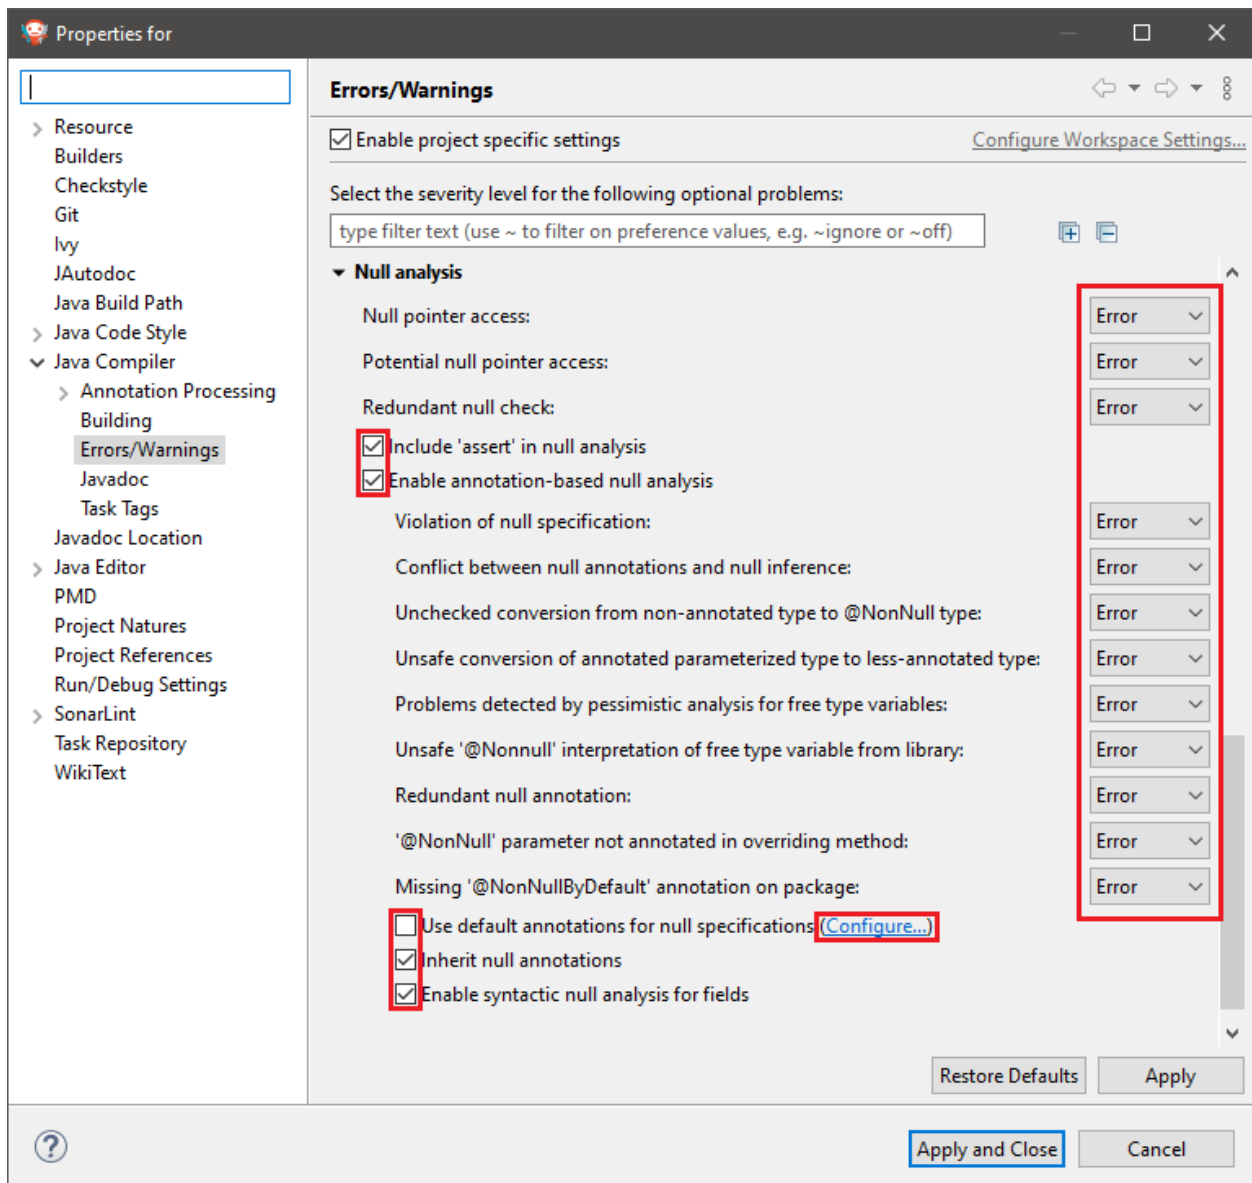 Properties for
Resource
Builders
Checkstyle
Git
Ivy
JAutodoc
Java Build Path
Java Code Style
Java Compiler
Annotation Processing
Building
Errors/Warnings
Javadoc
Task Tags
Javadoc Location
Java Editor
PMD
Project Natures
Project References
Run/Debug Settings
SonarLint
Task Repository
WikiText
Errors/Warnings
Enable project specific settings
Configure Workspace Settings...
Select the severity level for the following optional problems:
type filter text (use ~ to filter on preference values, e.g. ~ignore or ~off)
Null analysis
Null pointer access: Error
Potential null pointer access: Error
Redundant null check: Error
Include 'assert' in null analysis
Enable annotation-based null analysis
Violation of null specification: Error
Conflict between null annotations and null inference: Error
Unchecked conversion from non-annotated type to @NonNull type: Error
Unsafe conversion of annotated parameterized type to less-annotated type: Error
Problems detected by pessimistic analysis for free type variables: Error
Unsafe '@Nonnull' interpretation of free type variable from library: Error
Redundant null annotation: Error
'@NonNull' parameter not annotated in overriding method: Error
Missing '@NonNullByDefault' annotation on package: Error
Use default annotations for null specifications (Configure...)
Inherit null annotations
Enable syntactic null analysis for fields
Restore Defaults
Apply
?
Apply and Close
Cancel